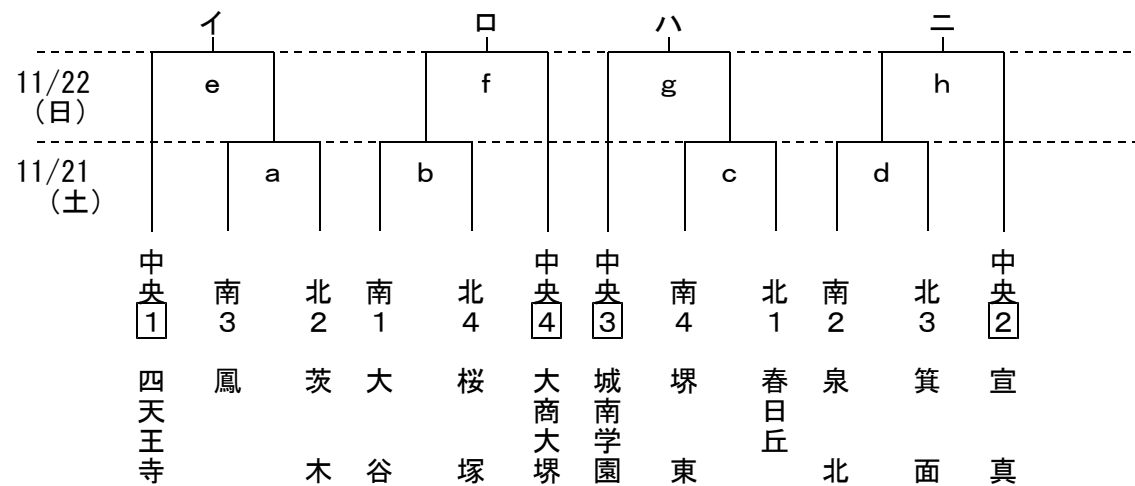 イ ロ ハ ニ
11/22
（日）
e f g h
11/21
（土）
a b c d
中央1 四天王寺
南3 鳳
北2 茨木
南1 大谷
北4 桜塚
中央4 大商大堺
中央3 城南学園
南4 堺東
北1 春日丘
南2 泉北
北3 箕面
中央2 宣真